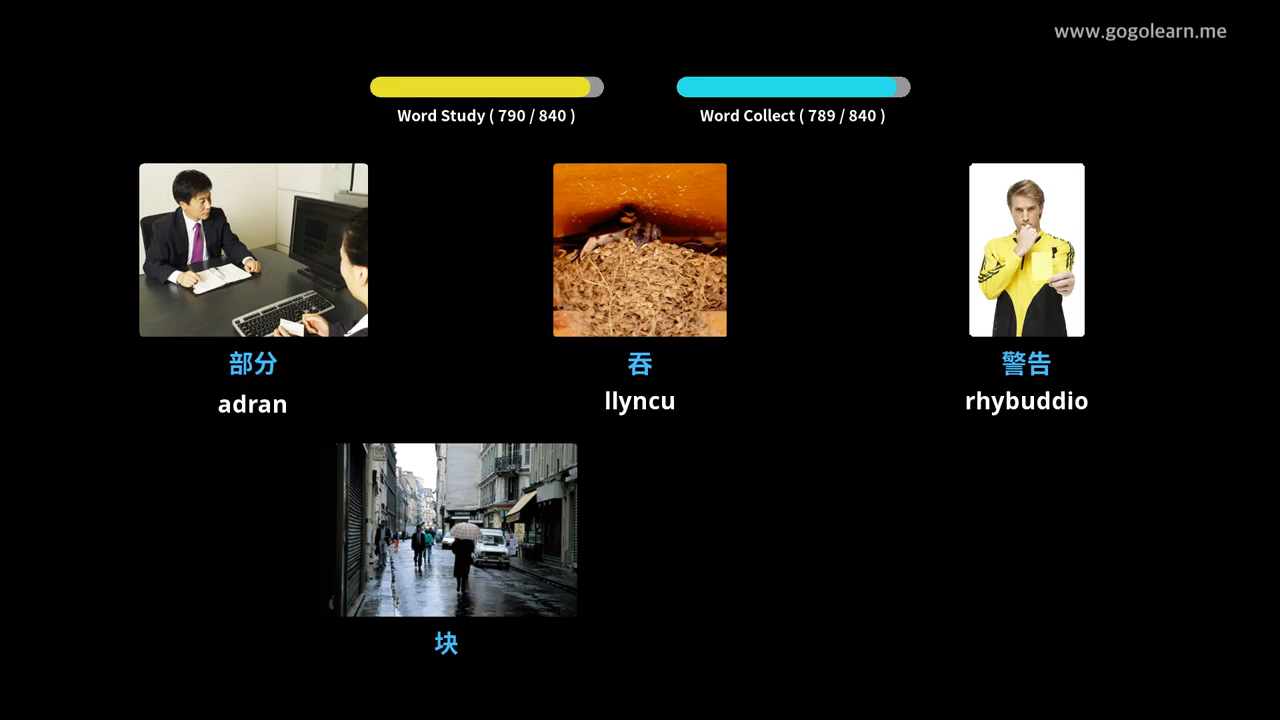 www.gogolearn.me
Word Study ( 790 / 840 )
Word Collect ( 789 / 840 )
部分
adran
吞
llyncu
警告
rhybuddio
块